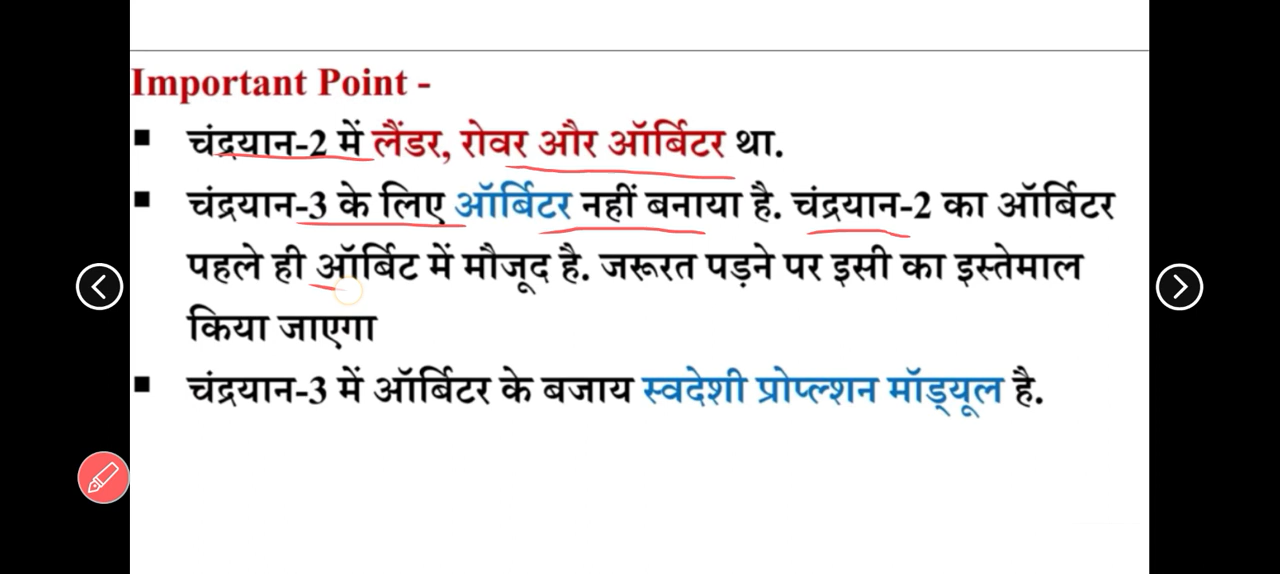 Important Point -
▪ चंद्रयान-2 में लैंडर, रोवर और ऑर्बिटर था.
▪ चंद्रयान-3 के लिए ऑर्बिटर नहीं बनाया है. चंद्रयान-2 का ऑर्बिटर
पहले ही ऑर्बिट में मौजूद है. जरूरत पड़ने पर इसी का इस्तेमाल
किया जाएगा
▪ चंद्रयान-3 में ऑर्बिटर के बजाय स्वदेशी प्रोप्ल्शन मॉड्यूल है.